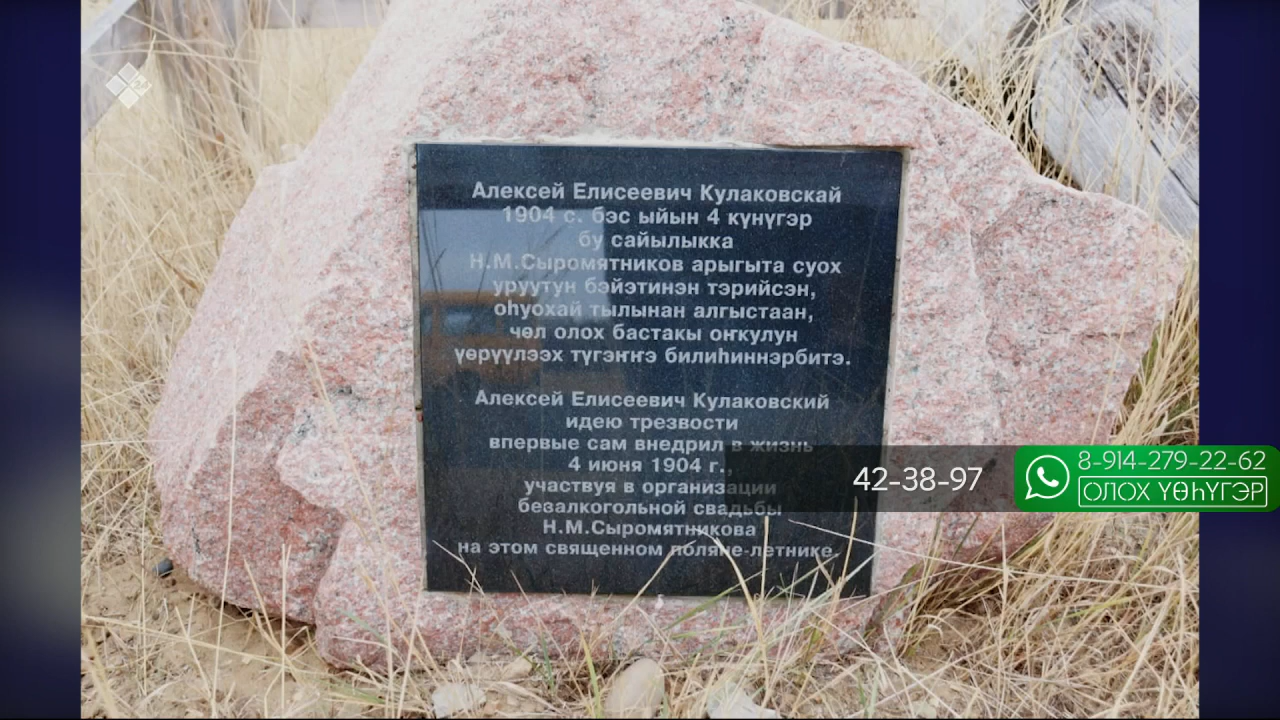 Алексей Елисеевич Кулаковскай
1904 с. бэс ыйын 4 күнүгэр
бу сайылыкка
Н.М.Сыромятников арыгыта суох
уруутун бэйэтинэн тэрийсэн,
оһуохай тылынан алгыстаан,
чөл олох бастакы оҥкулун
үөрүүлээх түгэҥҥэ билиһиннэрбитэ.
Алексей Елисеевич Кулаковский
идею трезвости
впервые сам внедрил в жизнь
4 июня 1904 г.,
участвуя в организации
безалкогольной свадьбы
Н.М.Сыромятникова
на этом священном поляне-летнике.
42-38-97
8-914-279-22-62
ОЛОХ ҮӨҺҮГЭР